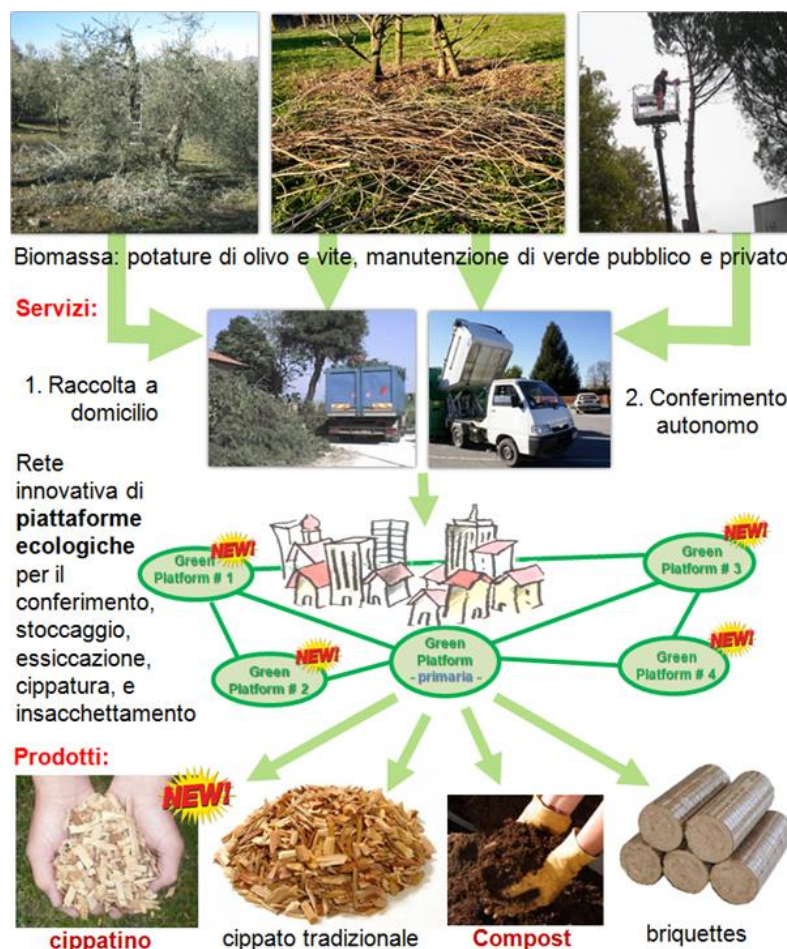 Biomassa: potature di olivo e vite, manutenzione di verde pubblico e privato
Servizi:
1. Raccolta a
domicilio
2. Conferimento
autonomo
Rete
innovativa di
piattaforme
ecologiche
per il
conferimento,
stoccaggio,
essiccazione,
cippatura, e
insacchettamento
NEW!
Green
Platform # 1
NEW!
Green
Platform # 3
NEW!
Green
Platform # 2
Green
Platform
- primaria -
NEW!
Green
Platform # 4
Prodotti:
NEW!
cippatino
cippato tradizionale
Compost
briquettes